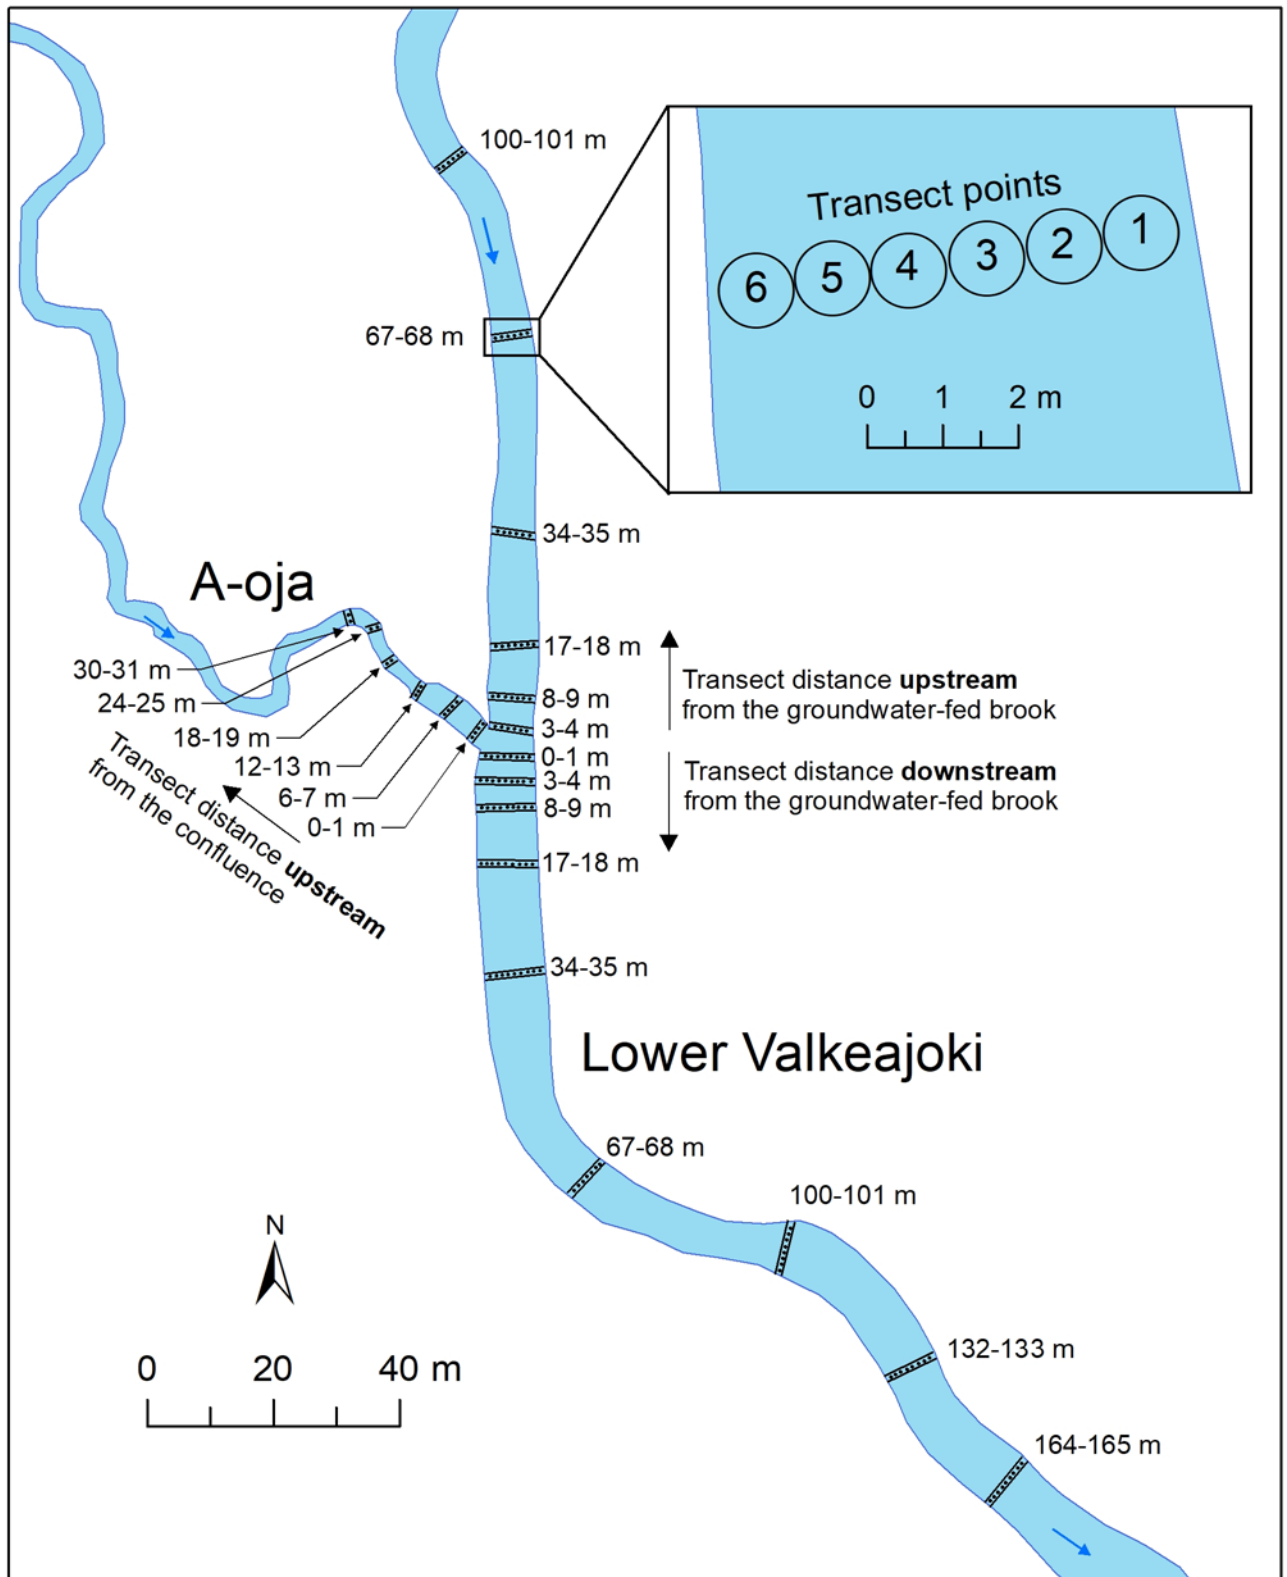 100-101 m
Transect points
6 5 4 3 2 1
0 1 2 m
67-68 m
34-35 m
A-oja
17-18 m
8-9 m
3-4 m
0-1 m
3-4 m
8-9 m
17-18 m
34-35 m
Transect distance upstream
from the groundwater-fed brook
Transect distance downstream
from the groundwater-fed brook
30-31 m
24-25 m
18-19 m
12-13 m
6-7 m
0-1 m
Transect distance upstream
from the confluence
Lower Valkeajoki
67-68 m
100-101 m
132-133 m
164-165 m
N
0 20 40 m